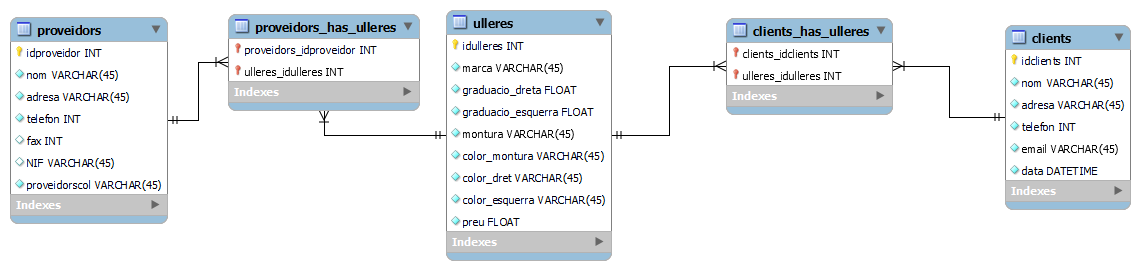 proveidors
idproveidor INT
nom VARCHAR(45)
adresa VARCHAR(45)
telefon INT
fax INT
NIF VARCHAR(45)
proveidorscol VARCHAR(45)
Indexes
proveidors_has_ulleres
proveidors_idproveidor INT
ulleres_idulleres INT
Indexes
ulleres
idulleres INT
marca VARCHAR(45)
graduacio_dreta FLOAT
graduacio_esquerra FLOAT
montura VARCHAR(45)
color_montura VARCHAR(45)
color_dret VARCHAR(45)
color_esquerra VARCHAR(45)
preu FLOAT
Indexes
clients_has_ulleres
clients_idclients INT
ulleres_idulleres INT
Indexes
clients
idclients INT
nom VARCHAR(45)
adresa VARCHAR(45)
telefon INT
email VARCHAR(45)
data DATETIME
Indexes